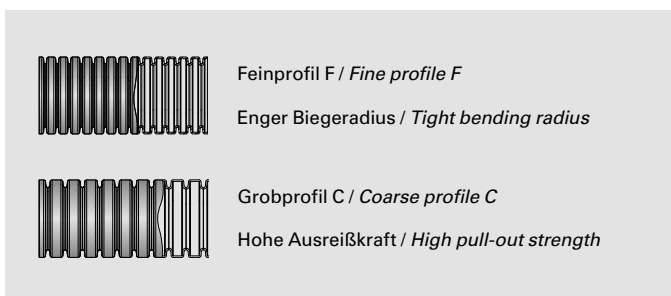 Feinprofil F / Fine profile F
Enger Biegeradius / Tight bending radius
Grobprofil C / Coarse profile C
Hohe Ausreißkraft / High pull-out strength